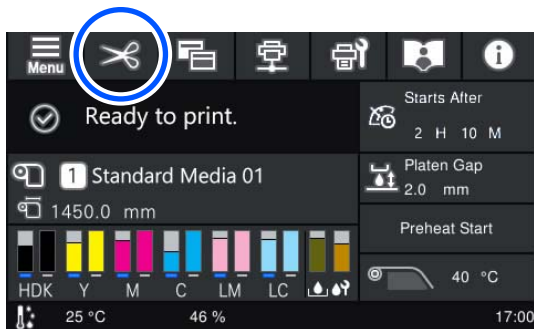 Menu
Ready to print.
Starts After
2 H 10 M
1 Standard Media 01
Platen Gap
2.0 mm
1450.0 mm
Preheat Start
HDK Y M C LM LC
40 °C
25 °C 46 % 17:00